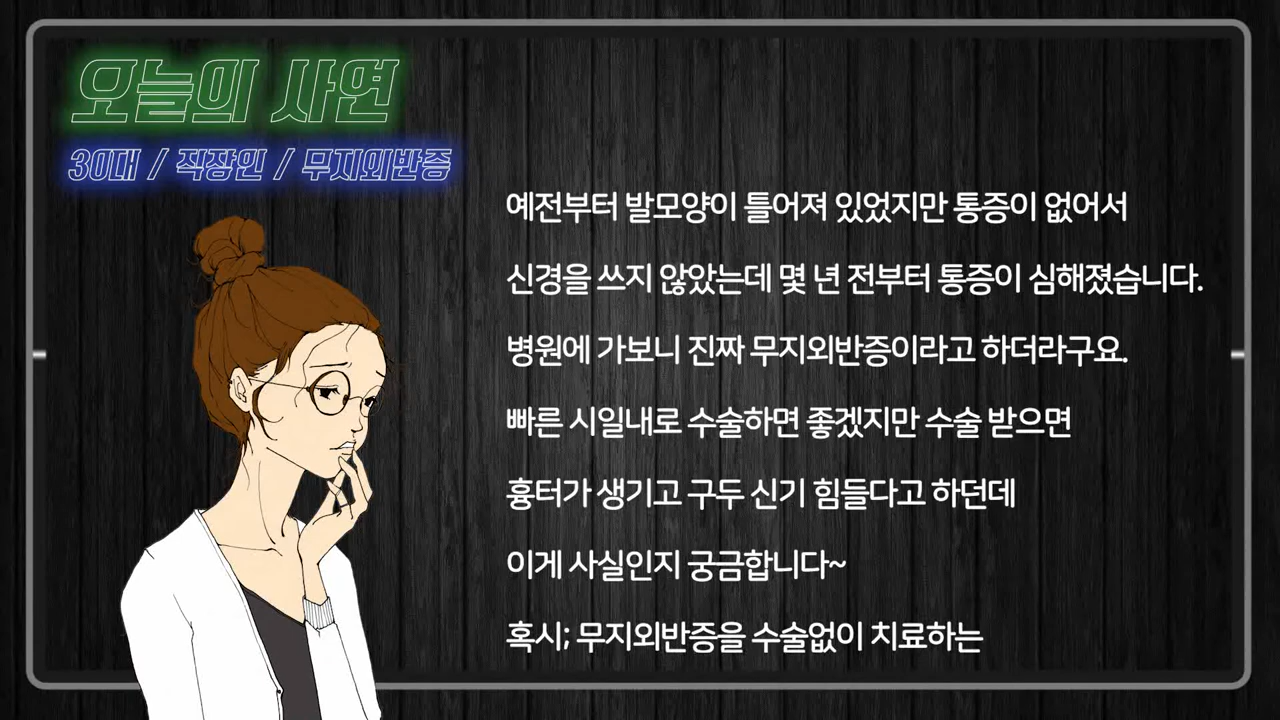 오늘의 사연
30대 / 직장인 / 무지외반증
예전부터 발모양이 틀어져 있었지만 통증이 없어서
신경을 쓰지 않았는데 몇 년 전부터 통증이 심해졌습니다.
병원에 가보니 진짜 무지외반증이라고 하더라구요.
빠른 시일내로 수술하면 좋겠지만 수술 받으면
흉터가 생기고 구두 신기 힘들다고 하던데
이게 사실인지 궁금합니다~
혹시; 무지외반증을 수술없이 치료하는